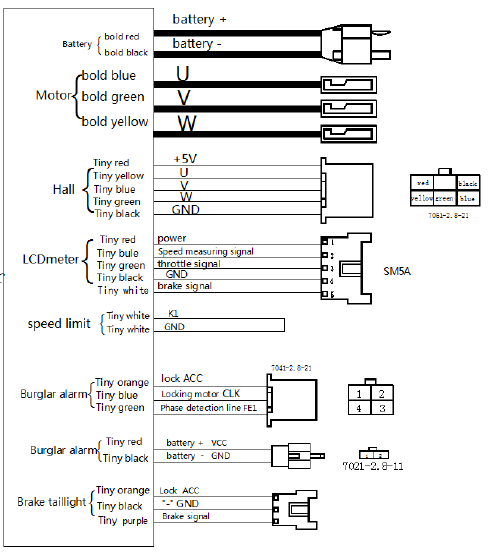 battery +
Battery bold red
bold black
battery -
Motor bold blue U
bold green V
bold yellow W
Hall
Tiny red +5V
Tiny yellow U
Tiny blue V
Tiny green W
Tiny black GND
red black
yellow green blue
7061-2.8-21
LCDmeter
Tiny red power 1
Tiny bule Speed measuring signal 2
Tiny green throttle signal 3
Tiny black GND 4
Tiny white brake signal 5
SM5A
speed limit
Tiny white K1
Tiny white GND
7041-2.8-21
Burglar alarm
Tiny orange lock ACC
Tiny blue Locking motor CLK
Tiny green Phase detection line FE1
1 2
4 3
Burglar alarm
Tiny red battery + VCC
Tiny black battery - GND
1 2
7021-2.8-11
Brake taillight
Tiny orange Lock ACC
Tiny black "-" GND
Tiny purple Brake signal